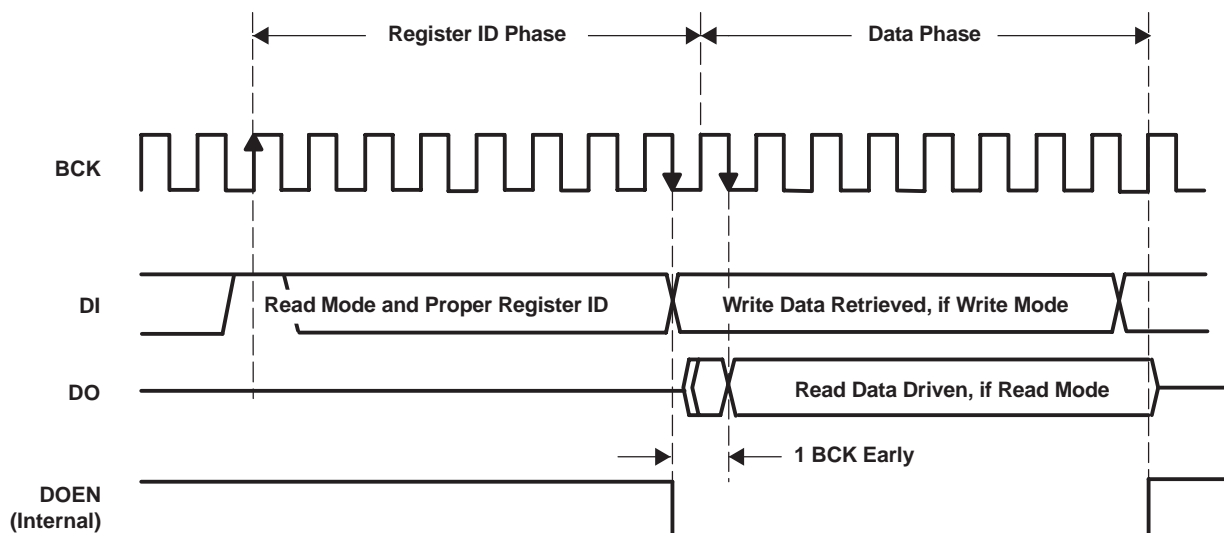 Register ID Phase
Data Phase
BCK
DI
Read Mode and Proper Register ID
Write Data Retrieved, if Write Mode
DO
Read Data Driven, if Read Mode
1 BCK Early
DOEN
(Internal)